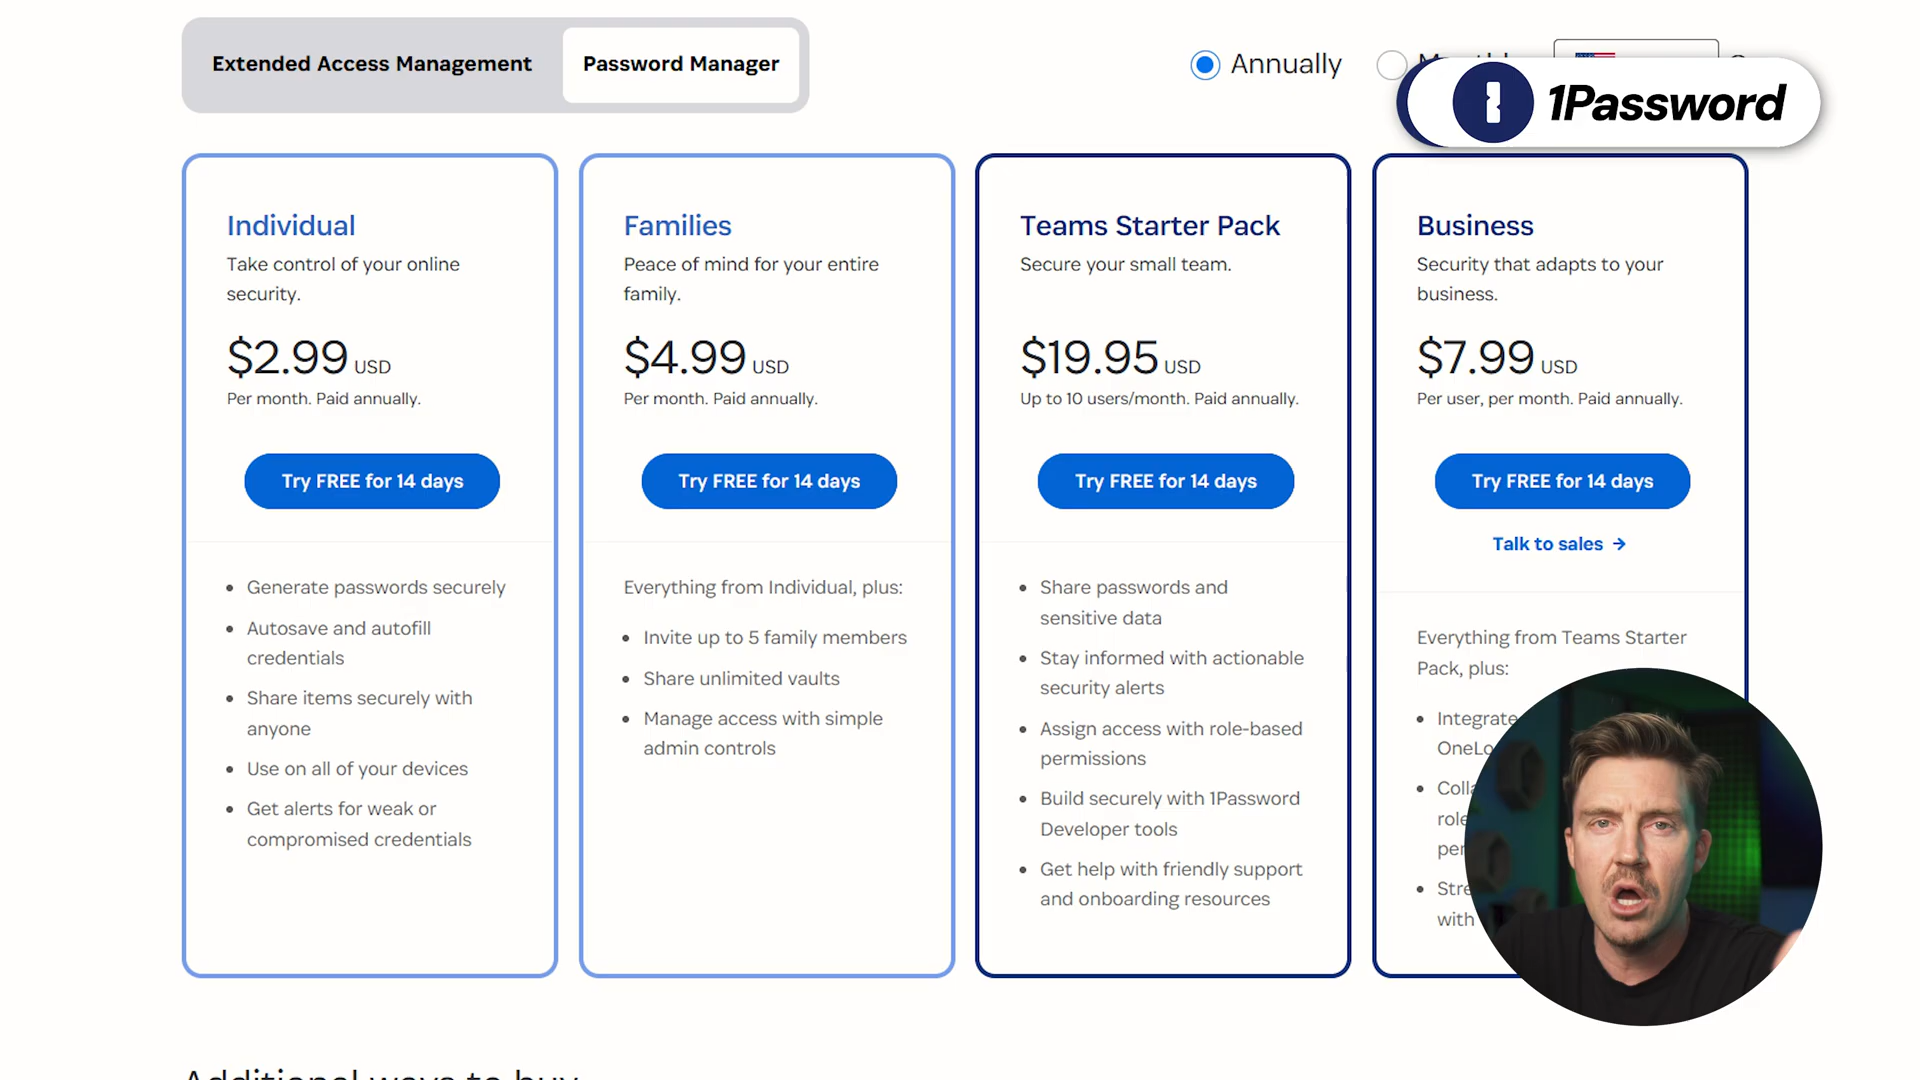 Extended Access Management
Password Manager
Annually
1Password
Individual
Take control of your online
security.
$2.99 USD
Per month. Paid annually.
Try FREE for 14 days
Generate passwords securely
Autosave and autofill
credentials
Share items securely with
anyone
Use on all of your devices
Get alerts for weak or
compromised credentials
Families
Peace of mind for your entire
family.
$4.99 USD
Per month. Paid annually.
Try FREE for 14 days
Everything from Individual, plus:
Invite up to 5 family members
Share unlimited vaults
Manage access with simple
admin controls
Teams Starter Pack
Secure your small team.
$19.95 USD
Up to 10 users/month. Paid annually.
Try FREE for 14 days
Share passwords and
sensitive data
Stay informed with actionable
security alerts
Assign access with role-based
permissions
Build securely with 1Password
Developer tools
Get help with friendly support
and onboarding resources
Business
Security that adapts to your
business.
$7.99 USD
Per user, per month. Paid annually.
Try FREE for 14 days
Talk to sales →
Everything from Teams Starter
Pack, plus:
Integrate
with
Additional ways to buy